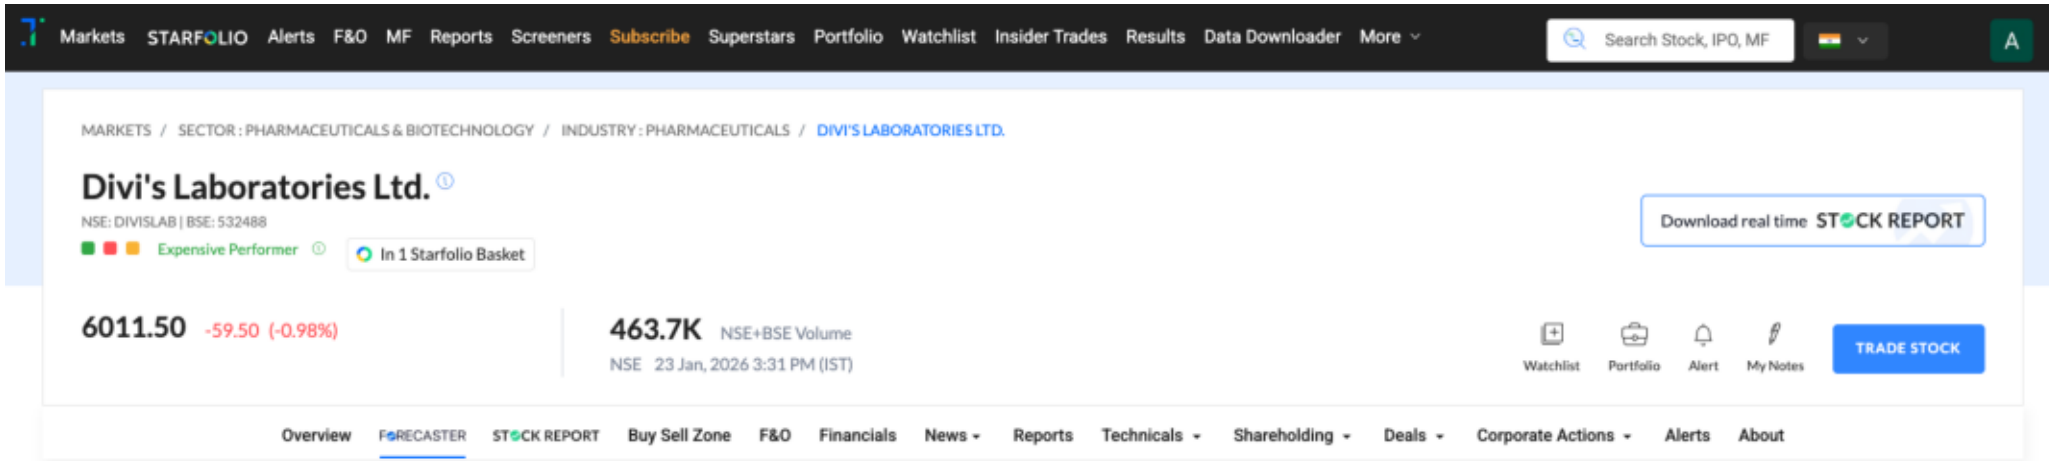 Markets STARFOLIO Alerts F&O MF Reports Screeners Subscribe Superstars Portfolio Watchlist Insider Trades Results Data Downloader More Search Stock, IPO, MF A
MARKETS / SECTOR : PHARMACEUTICALS & BIOTECHNOLOGY / INDUSTRY : PHARMACEUTICALS / DIVI'S LABORATORIES LTD.
Divi's Laboratories Ltd.
NSE: DIVISLAB | BSE: 532488
Download real time STOCK REPORT
Expensive Performer In 1 Starfolio Basket
6011.50 -59.50 (-0.98%) 463.7K NSE+BSE Volume
NSE 23 Jan, 2026 3:31 PM (IST)
Watchlist Portfolio Alert My Notes TRADE STOCK
Overview FORECASTER STOCK REPORT Buy Sell Zone F&O Financials News Reports Technicals Shareholding Deals Corporate Actions Alerts About